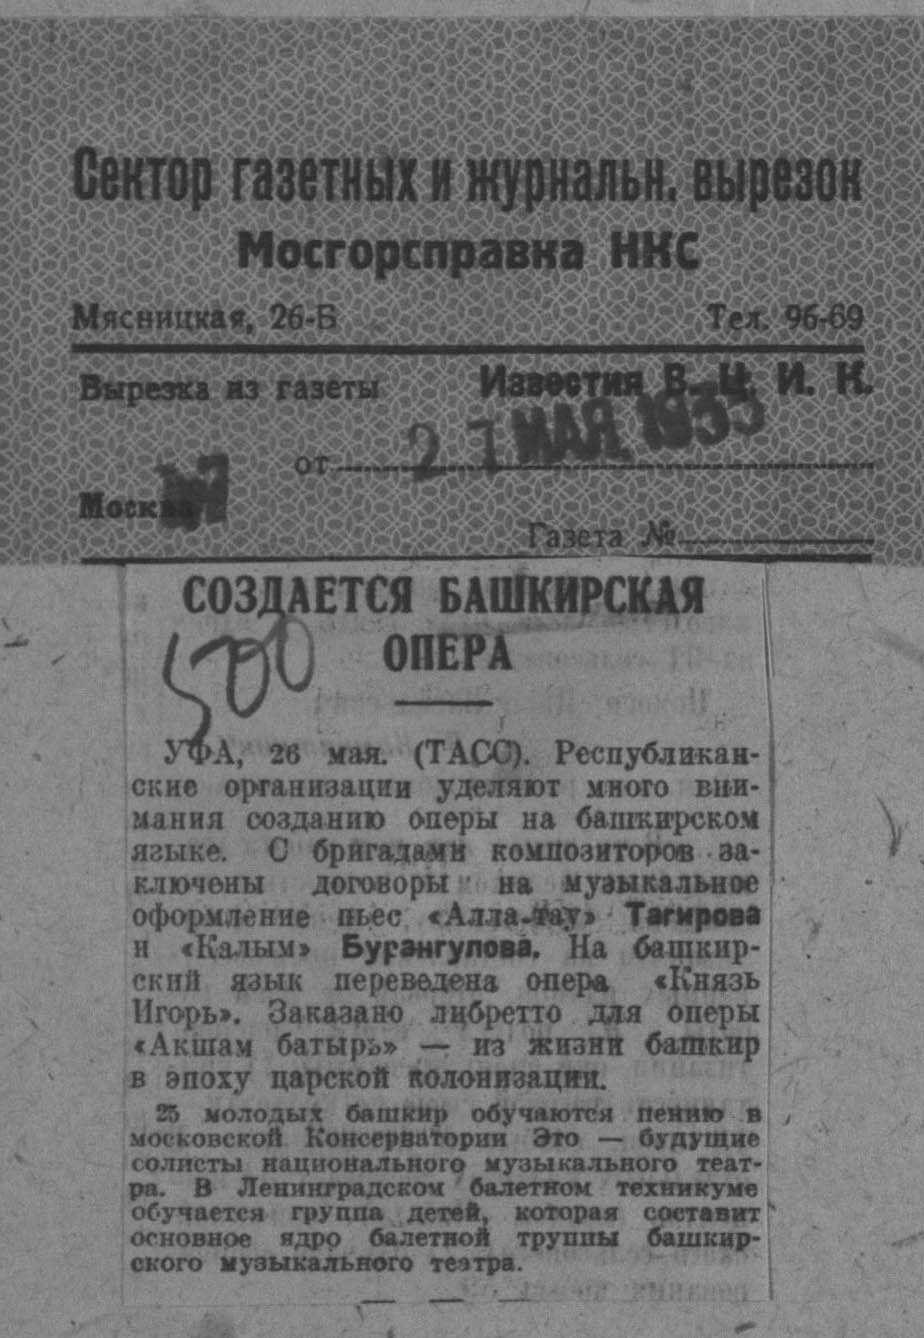 Сектор газетных и журнальн. вырезок
Мосгорсправка НКС
Мясницкая, 26-Б Тел. 96-69
Вырезка из газеты Известия В. Ц. И. К.
от 27 МАЯ 1935
Москва
Газета №
СОЗДАЕТСЯ БАШКИРСКАЯ
ОПЕРА
500
УФА, 26 мая. (ТАСС). Республикан-
ские организации уделяют много вни-
мания созданию оперы на башкирском
языке. С бригадами композиторов за-
ключены договоры на музыкальное
оформление пьес «Алла-тау» Тагирова
и «Калым» Бурангулова. На башкир-
ский язык переведена опера «Князь
Игорь». Заказано либретто для оперы
«Акшам батыръ» — из жизни башкир
в эпоху царской колонизации.
25 молодых башкир обучаются пению в
московской Консерватории Это — будущие
солисты национального музыкального теат-
ра. В Ленинградском балетном техникуме
обучается группа детей, которая составит
основное ядро балетной труппы башкир-
ского музыкального театра.